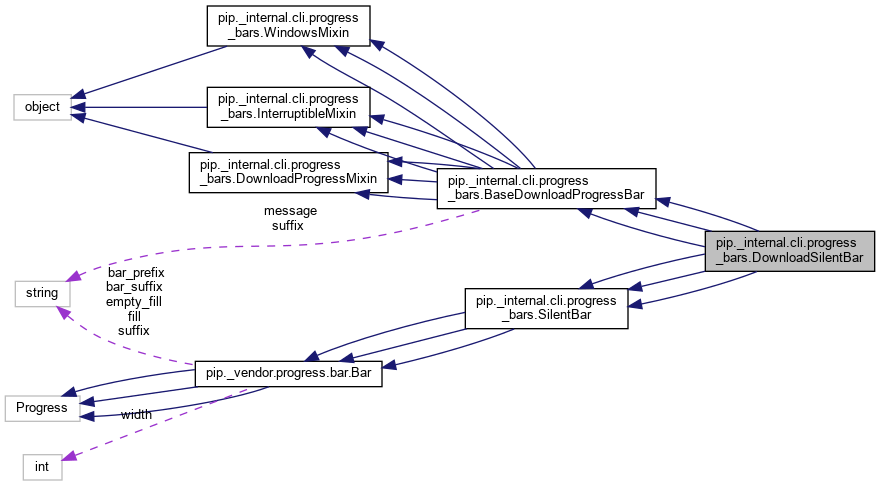 pip._internal.cli.progress
_bars.WindowsMixin
object
pip._internal.cli.progress
_bars.InterruptibleMixin
pip._internal.cli.progress
_bars.DownloadProgressMixin
pip._internal.cli.progress
_bars.BaseDownloadProgressBar
message
suffix
pip._internal.cli.progress
_bars.DownloadSilentBar
bar_prefix
bar_suffix
empty_fill
fill
suffix
string
pip._internal.cli.progress
_bars.SilentBar
pip._vendor.progress.bar.Bar
Progress
width
int